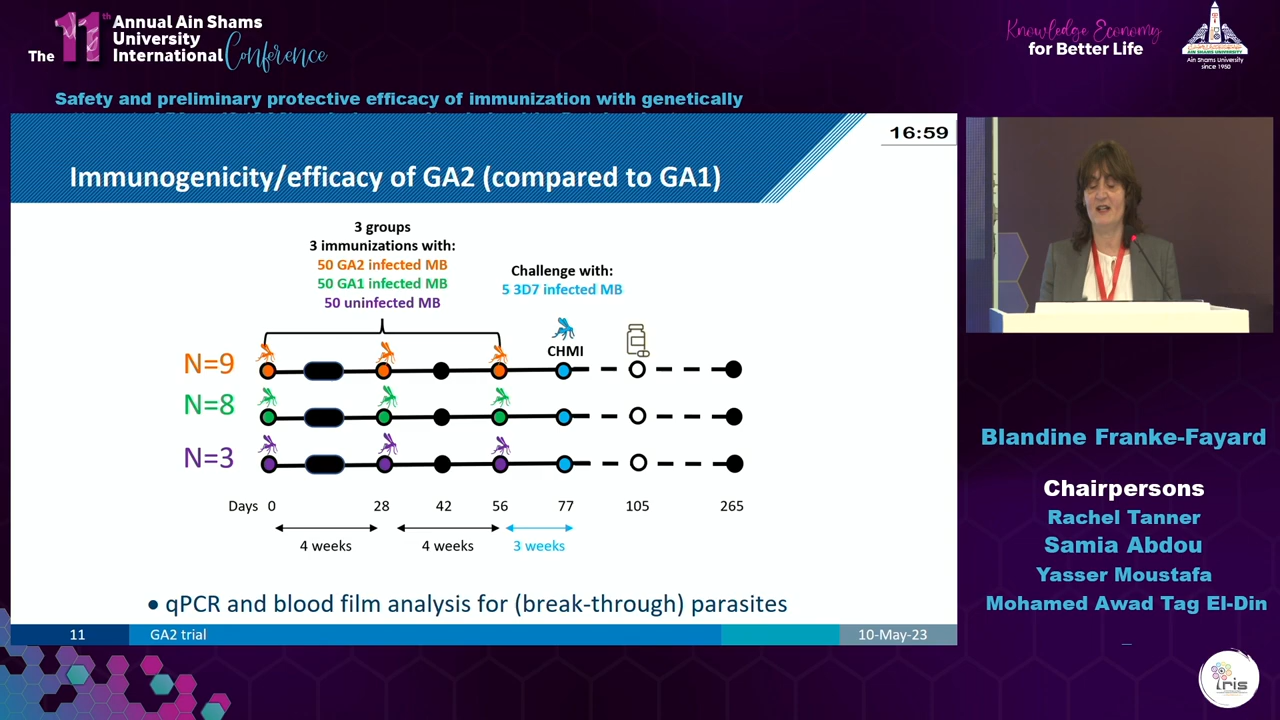 The 11th Annual Ain Shams
University
International Conference
Knowledge Economy
for Better Life
AIN SHAMS UNIVERSITY
Ain Shams University
since 1950
Safety and preliminary protective efficacy of immunization with genetically
16:59
Immunogenicity/efficacy of GA2 (compared to GA1)
3 groups
3 immunizations with:
50 GA2 infected MB
50 GA1 infected MB
50 uninfected MB
Challenge with:
5 3D7 infected MB
CHMI
N=9
N=8
N=3
Days 0 28 42 56 77 105 265
4 weeks 4 weeks 3 weeks
• qPCR and blood film analysis for (break-through) parasites
11 GA2 trial 10-May-23
Blandine Franke-Fayard
Chairpersons
Rachel Tanner
Samia Abdou
Yasser Moustafa
Mohamed Awad Tag El-Din
iris